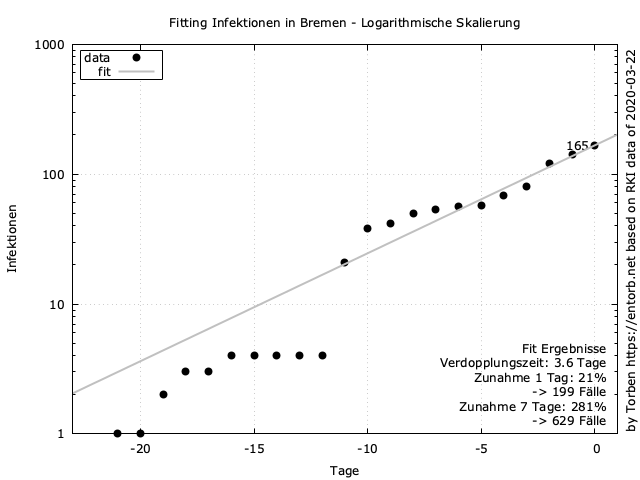 Fitting Infektionen in Bremen - Logarithmische Skalierung
1000
100
10
1
Infektionen
data
fit
165
Fit Ergebnisse
Verdopplungszeit: 3.6 Tage
Zunahme 1 Tag: 21%
-> 199 Fälle
Zunahme 7 Tage: 281%
-> 629 Fälle
-20 -15 -10 -5 0
Tage
by Torben https://entorb.net based on RKI data of 2020-03-22